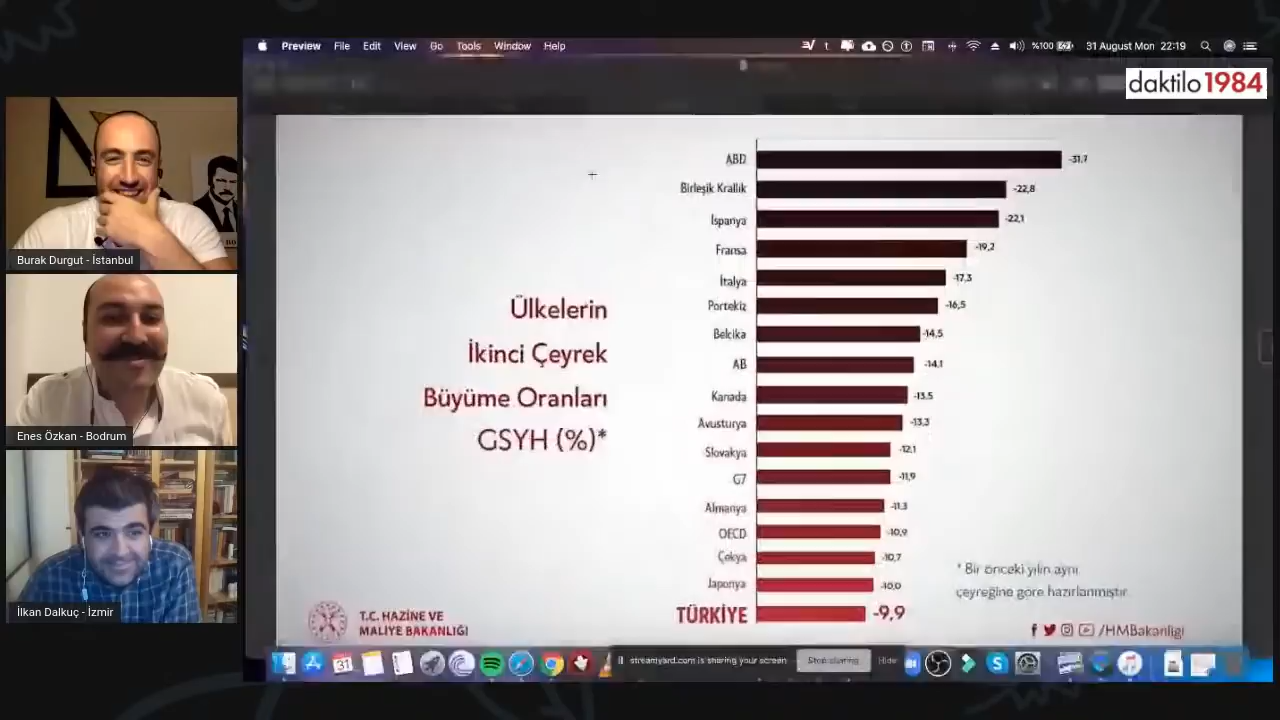 Preview File Edit View Go Tools Window Help
%100
31 August Mon 22:19
daktilo1984
Burak Durgut - İstanbul
Enes Özkan - Bodrum
İlkan Dalkuç - İzmir
Ülkelerin
İkinci Çeyrek
Büyüme Oranları
GSYH (%)*
ABD -31,7
Birleşik Krallık -22,8
İspanya -22,1
Fransa -19,2
İtalya -17,3
Portekiz -16,5
Belçika -14,5
AB -14,1
Kanada -13,5
Avusturya -13,3
Slovakya -12,1
G7 -11,9
Almanya -11,3
OECD -10,9
Çekya -10,7
Japonya -10,0
TÜRKİYE -9,9
* Bir önceki yılın aynı
çeyreğine göre hazırlanmıştır.
T.C. HAZİNE VE
MALİYE BAKANLIĞI
/HMBakanligi
31
streamyard.com is sharing your screen
Stop sharing
Hide